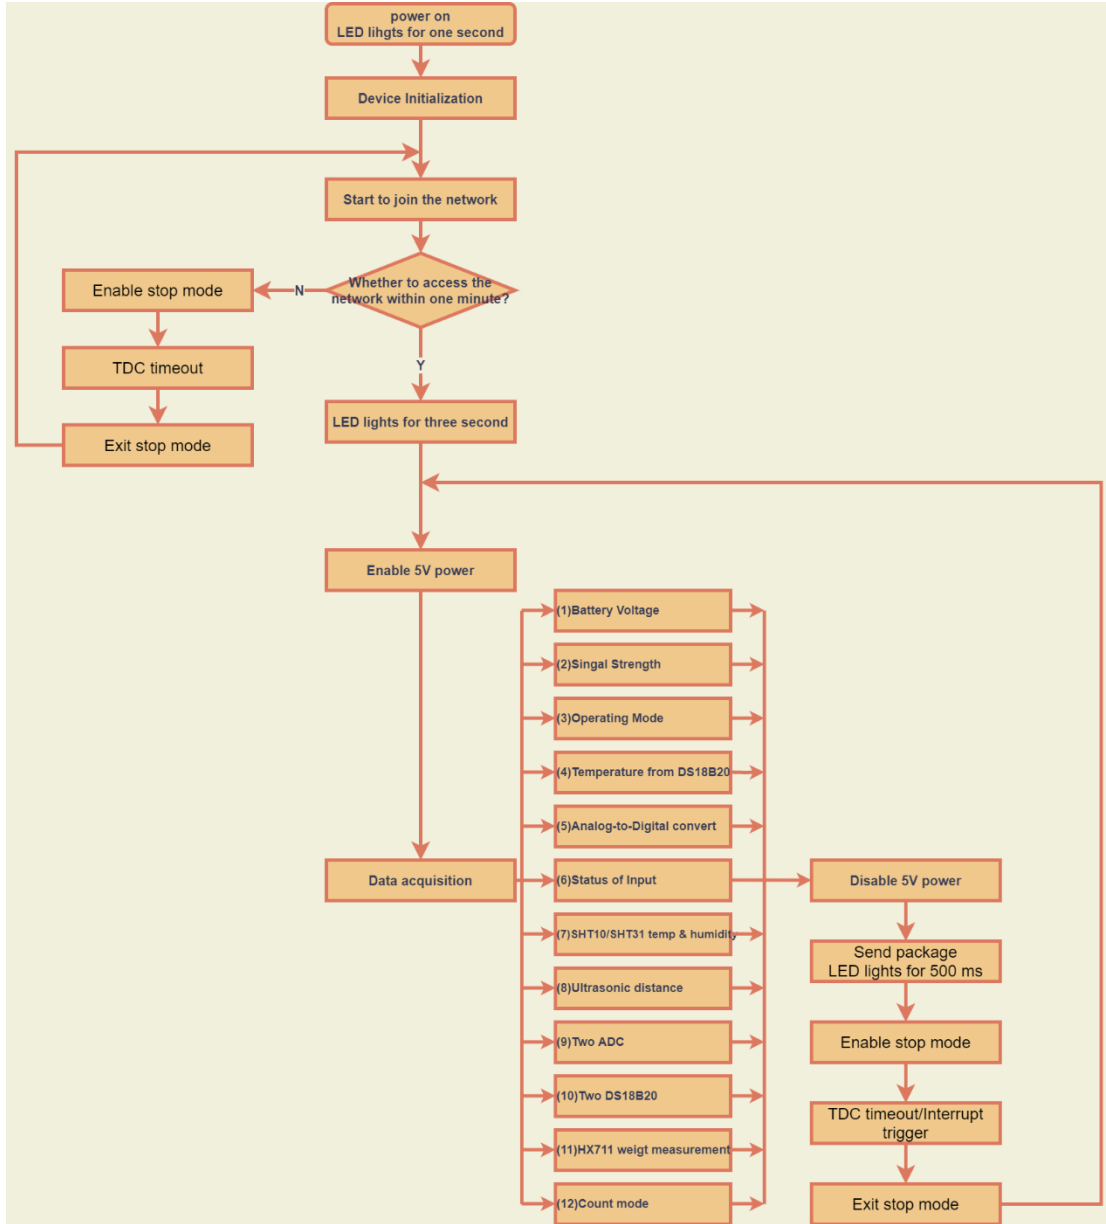 power on
LED lihgts for one second
Device Initialization
Start to join the network
Whether to access the
network within one minute?
N
Enable stop mode
TDC timeout
Exit stop mode
Y
LED lights for three second
Enable 5V power
Data acquisition
(1)Battery Voltage
(2)Singal Strength
(3)Operating Mode
(4)Temperature from DS18B20
(5)Analog-to-Digital convert
(6)Status of Input
(7)SHT10/SHT31 temp & humidity
(8)Ultrasonic distance
(9)Two ADC
(10)Two DS18B20
(11)HX711 weigt measurement
(12)Count mode
Disable 5V power
Send package
LED lights for 500 ms
Enable stop mode
TDC timeout/Interrupt
trigger
Exit stop mode